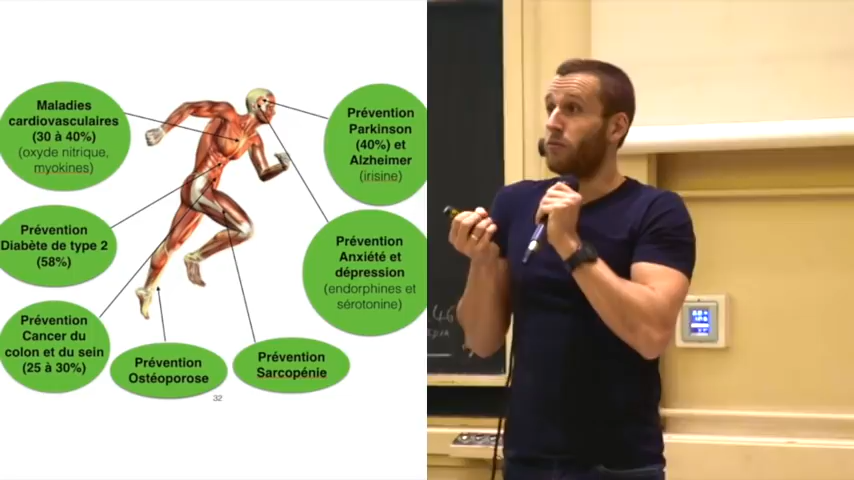 Maladies
cardiovasculaires
(30 à 40%)
(oxyde nitrique,
myokines)
Prévention
Parkinson
(40%) et
Alzheimer
(irisine)
Prévention
Diabète de type 2
(58%)
Prévention
Anxiété et
dépression
(endorphines et
sérotonine)
Prévention
Cancer du
colon et du sein
(25 à 30%)
Prévention
Ostéoporose
Prévention
Sarcopénie
32